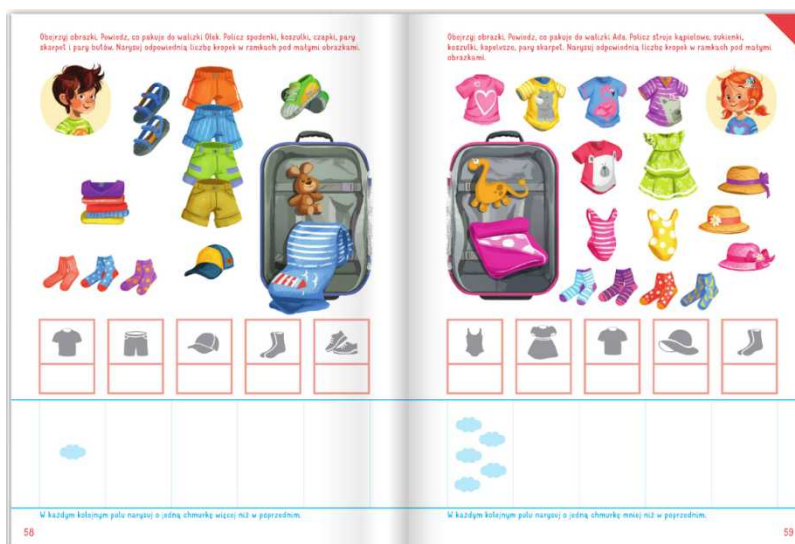 Obejrzyj obrazki. Powiedz, co pakuje do walizki Olek. Policz spodenki, koszulki, czapki, pary
skarpet i pary butów. Narysuj odpowiednią liczbę kropek w ramkach pod małymi obrazkami.
W każdym kolejnym polu narysuj o jedną chmurkę więcej niż w poprzednim.
58
Obejrzyj obrazki. Powiedz, co pakuje do walizki Ada. Policz stroje kąpielowe, sukienki,
koszulki, kapelusze, pary skarpet. Narysuj odpowiednią liczbę kropek w ramkach pod małymi
obrazkami.
W każdym kolejnym polu narysuj o jedną chmurkę mniej niż w poprzednim.
59